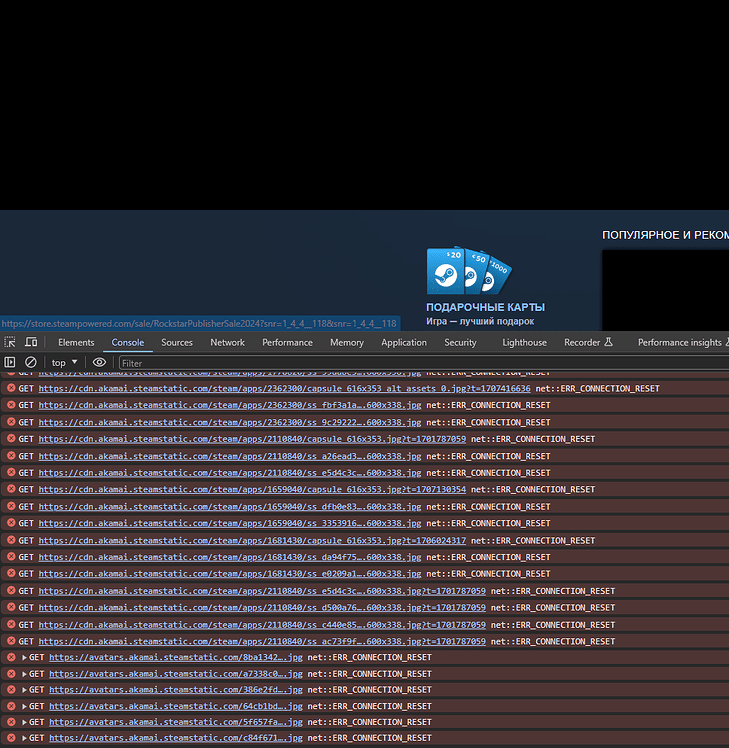 ПОПУЛЯРНОЕ И РЕКОМ
$20
€50
1000
ПОДАРОЧНЫЕ КАРТЫ
Игра — лучший подарок
https://store.steampowered.com/sale/RockstarPublisherSale2024?snr=1_4_4__118&snr=1_4_4__118
Elements Console Sources Network Performance Memory Application Security Lighthouse Recorder Performance insights
top Filter
GET https://cdn.akamai.steamstatic.com/steam/apps/2362300/capsule_616x353_alt_assets_0.jpg?t=1707416636 net::ERR_CONNECTION_RESET
GET https://cdn.akamai.steamstatic.com/steam/apps/2362300/ss_fbf3a1a….600x338.jpg net::ERR_CONNECTION_RESET
GET https://cdn.akamai.steamstatic.com/steam/apps/2362300/ss_9c29222….600x338.jpg net::ERR_CONNECTION_RESET
GET https://cdn.akamai.steamstatic.com/steam/apps/2110840/capsule_616x353.jpg?t=1701787059 net::ERR_CONNECTION_RESET
GET https://cdn.akamai.steamstatic.com/steam/apps/2110840/ss_a26ead3….600x338.jpg net::ERR_CONNECTION_RESET
GET https://cdn.akamai.steamstatic.com/steam/apps/2110840/ss_e5d4c3c….600x338.jpg net::ERR_CONNECTION_RESET
GET https://cdn.akamai.steamstatic.com/steam/apps/1659040/capsule_616x353.jpg?t=1707130354 net::ERR_CONNECTION_RESET
GET https://cdn.akamai.steamstatic.com/steam/apps/1659040/ss_dfb0e83….600x338.jpg net::ERR_CONNECTION_RESET
GET https://cdn.akamai.steamstatic.com/steam/apps/1659040/ss_3353916….600x338.jpg net::ERR_CONNECTION_RESET
GET https://cdn.akamai.steamstatic.com/steam/apps/1681430/capsule_616x353.jpg?t=1706024317 net::ERR_CONNECTION_RESET
GET https://cdn.akamai.steamstatic.com/steam/apps/1681430/ss_da94f75….600x338.jpg net::ERR_CONNECTION_RESET
GET https://cdn.akamai.steamstatic.com/steam/apps/1681430/ss_e0209a1….600x338.jpg net::ERR_CONNECTION_RESET
GET https://cdn.akamai.steamstatic.com/steam/apps/2110840/ss_e5d4c3c….600x338.jpg?t=1701787059 net::ERR_CONNECTION_RESET
GET https://cdn.akamai.steamstatic.com/steam/apps/2110840/ss_d500a76….600x338.jpg?t=1701787059 net::ERR_CONNECTION_RESET
GET https://cdn.akamai.steamstatic.com/steam/apps/2110840/ss_c440e85….600x338.jpg?t=1701787059 net::ERR_CONNECTION_RESET
GET https://cdn.akamai.steamstatic.com/steam/apps/2110840/ss_ac73f9f….600x338.jpg?t=1701787059 net::ERR_CONNECTION_RESET
GET https://avatars.akamai.steamstatic.com/8ba1342….jpg net::ERR_CONNECTION_RESET
GET https://avatars.akamai.steamstatic.com/a7338c0….jpg net::ERR_CONNECTION_RESET
GET https://avatars.akamai.steamstatic.com/386e2fd….jpg net::ERR_CONNECTION_RESET
GET https://avatars.akamai.steamstatic.com/64cb1bd….jpg net::ERR_CONNECTION_RESET
GET https://avatars.akamai.steamstatic.com/5f657fa….jpg net::ERR_CONNECTION_RESET
GET https://avatars.akamai.steamstatic.com/c84f671….jpg net::ERR_CONNECTION_RESET